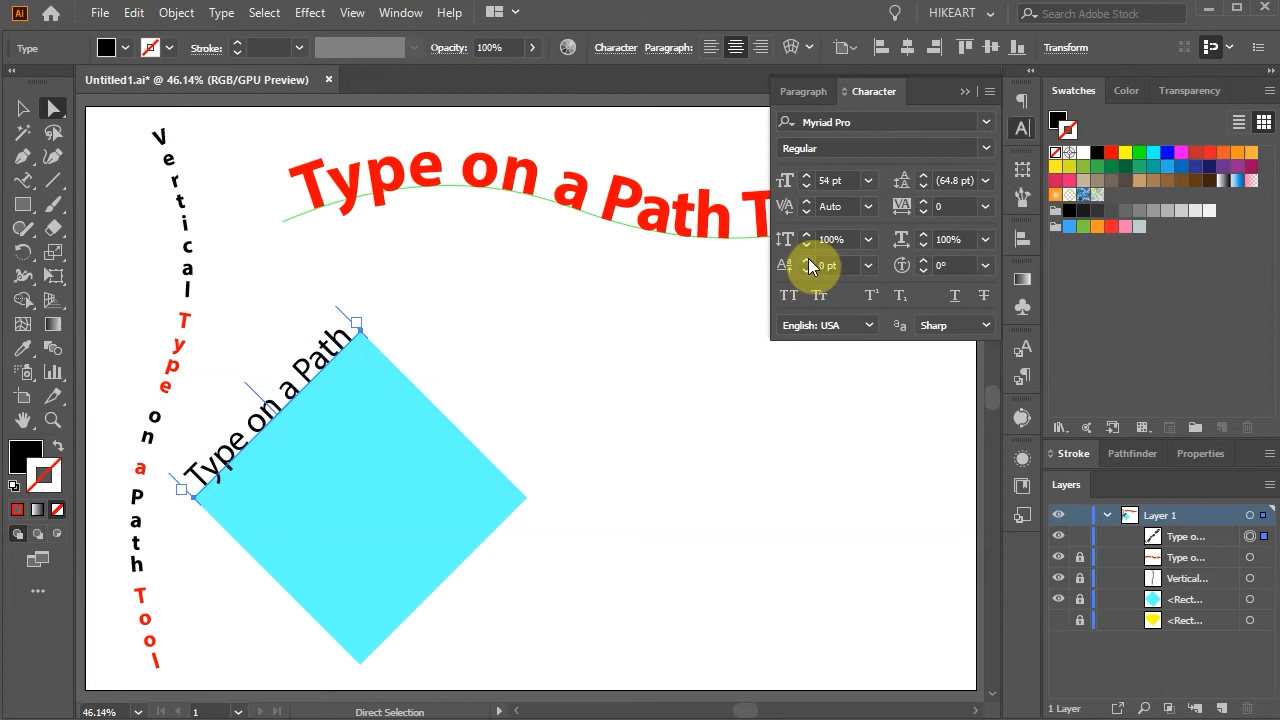 Ai File Edit Object Type Select Effect View Window Help HIKEART Search Adobe Stock
Type Stroke: Opacity: 100% Character Paragraph: Transform
Untitled1.ai* @ 46.14% (RGB/GPU Preview)
Vertical Type on a Path Tool
Type on a Path T
Type on a Path
Paragraph Character
Myriad Pro
Regular
54 pt (64.8 pt)
Auto 0
100% 100%
0 pt 0°
English: USA Sharp
Swatches Color Transparency
Stroke Pathfinder Properties
Layers
Layer 1
Type o...
Type o...
Vertical...
<Rect...
<Rect...
1 Layer
46.14% 1 Direct Selection